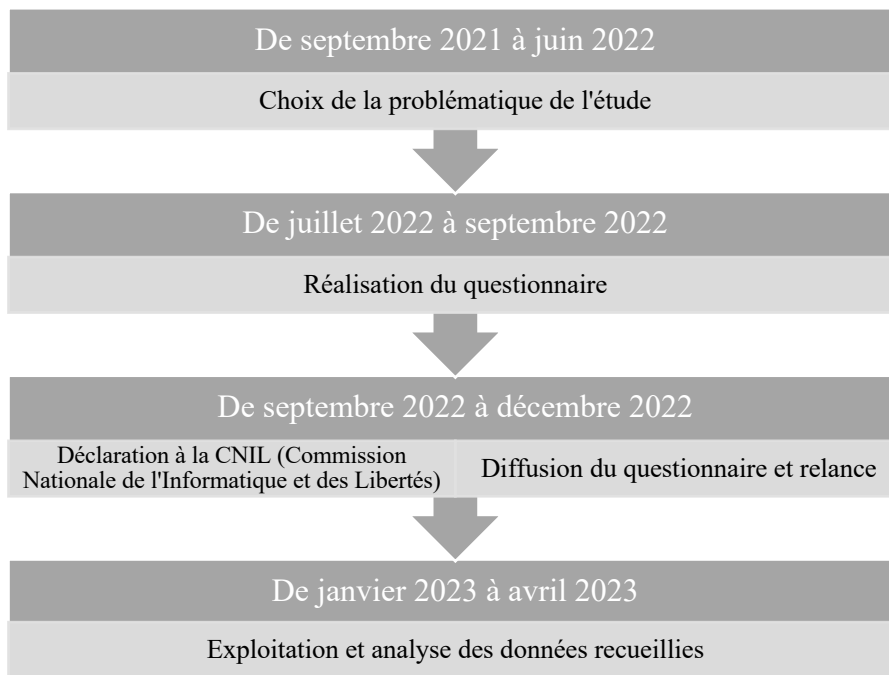 De septembre 2021 à juin 2022
Choix de la problématique de l'étude
De juillet 2022 à septembre 2022
Réalisation du questionnaire
De septembre 2022 à décembre 2022
Déclaration à la CNIL (Commission
Nationale de l'Informatique et des Libertés)
Diffusion du questionnaire et relance
De janvier 2023 à avril 2023
Exploitation et analyse des données recueillies